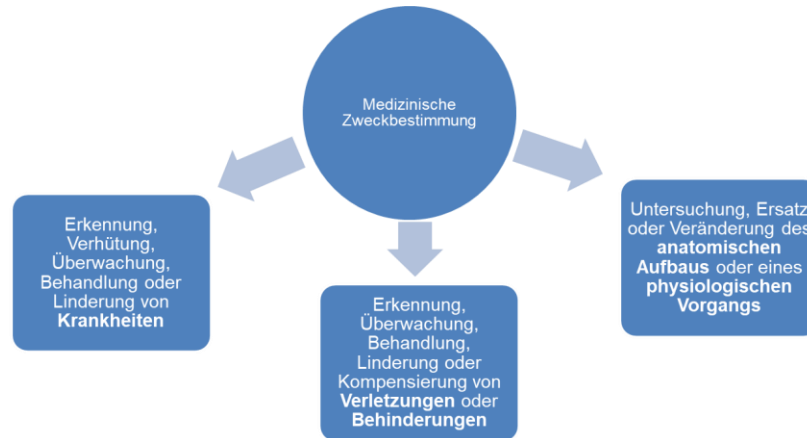 Medizinische
Zweckbestimmung
Erkennung,
Verhütung,
Überwachung,
Behandlung oder
Linderung von
Krankheiten
Erkennung,
Überwachung,
Behandlung,
Linderung oder
Kompensierung von
Verletzungen oder
Behinderungen
Untersuchung, Ersatz
oder Veränderung des
anatomischen
Aufbaus oder eines
physiologischen
Vorgangs